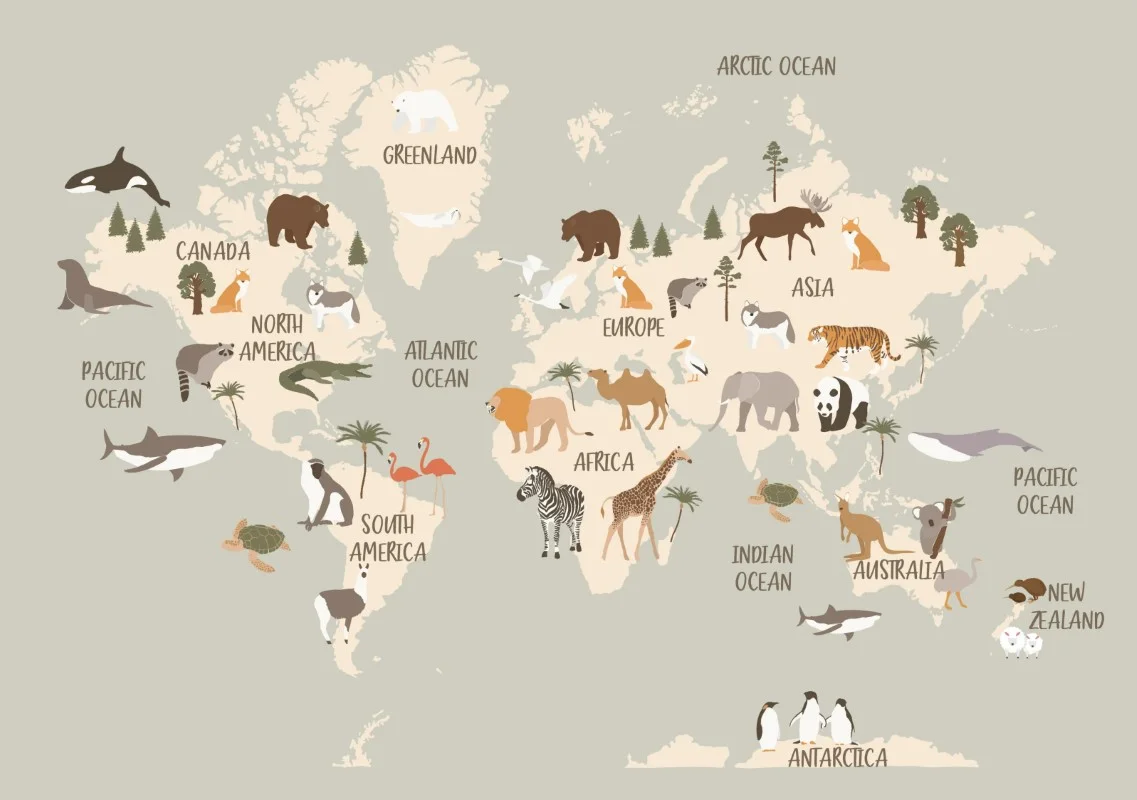 ARCTIC OCEAN
GREENLAND
CANADA
ASIA
NORTH
AMERICA
EUROPE
ATLANTIC
OCEAN
PACIFIC
OCEAN
AFRICA
PACIFIC
OCEAN
SOUTH
AMERICA
INDIAN
OCEAN
AUSTRALIA
NEW
ZEALAND
ANTARCTICA